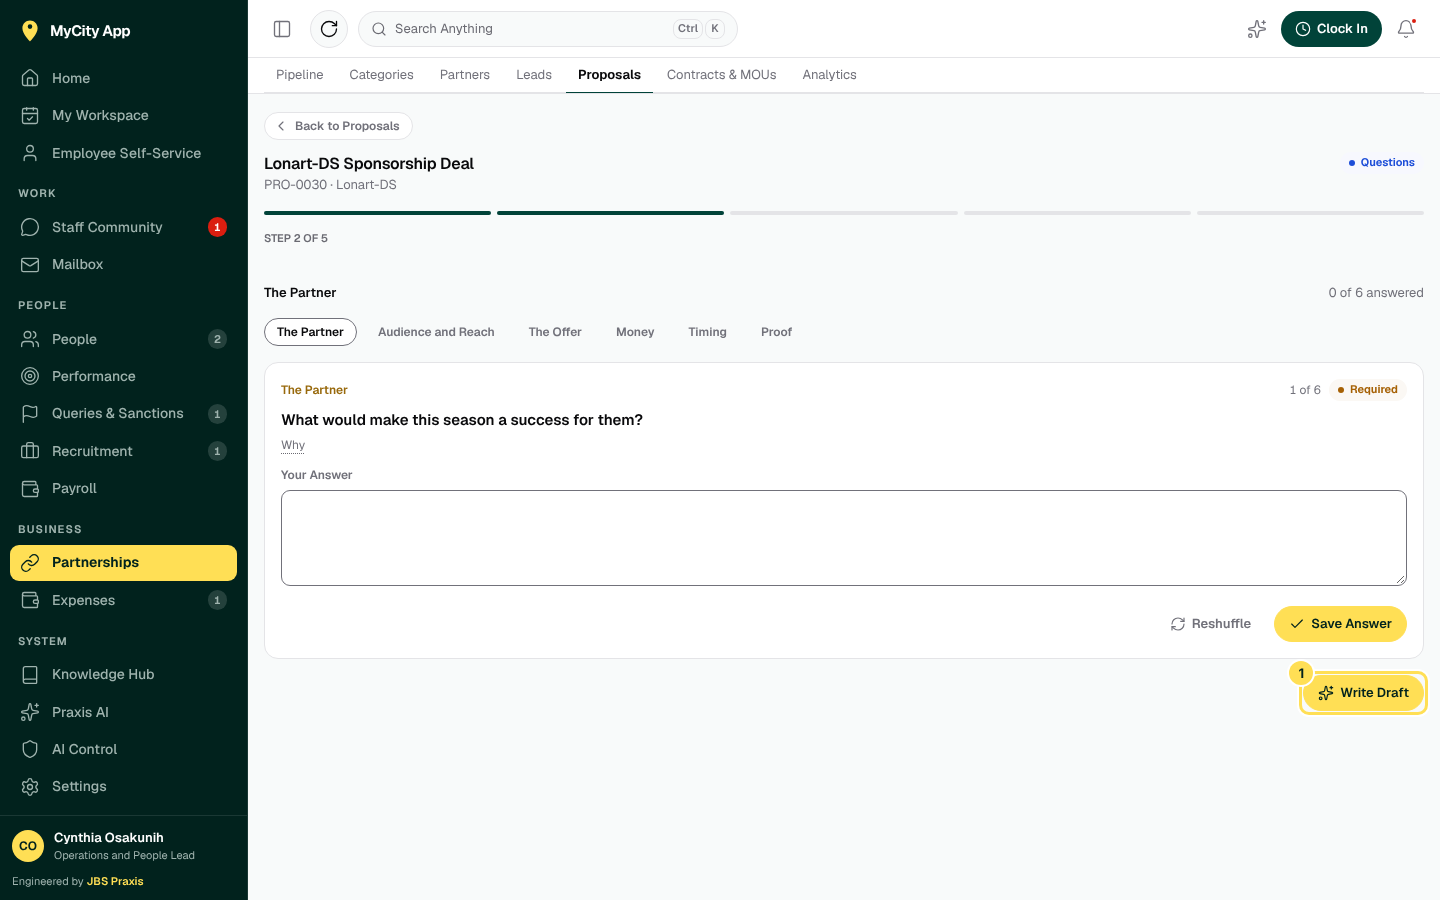 MyCity App
Home
My Workspace
Employee Self-Service
WORK
Staff Community 1
Mailbox
PEOPLE
People 2
Performance
Queries & Sanctions 1
Recruitment 1
Payroll
BUSINESS
Partnerships
Expenses 1
SYSTEM
Knowledge Hub
Praxis AI
AI Control
Settings
CO
Cynthia Osakunih
Operations and People Lead
Engineered by JBS Praxis
Search Anything Ctrl K
Clock In
Pipeline Categories Partners Leads Proposals Contracts & MOUs Analytics
Back to Proposals
Lonart-DS Sponsorship Deal
Questions
PRO-0030 · Lonart-DS
STEP 2 OF 5
The Partner
0 of 6 answered
The Partner Audience and Reach The Offer Money Timing Proof
The Partner
1 of 6 Required
What would make this season a success for them?
Why
Your Answer
Reshuffle Save Answer
1
Write Draft